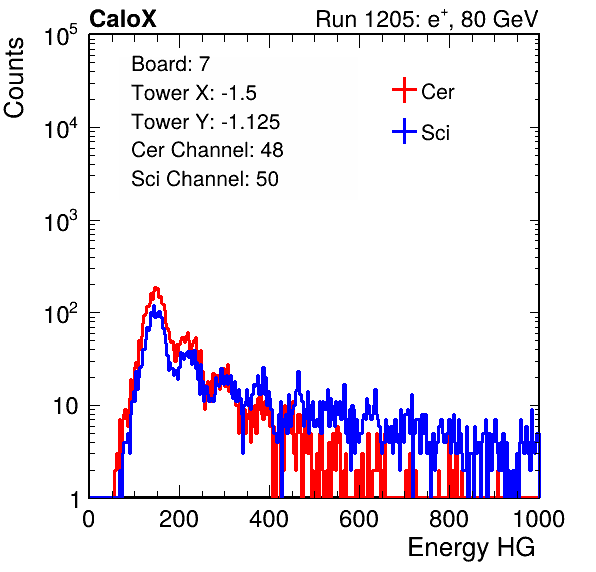 CaloX Run 1205: e⁺, 80 GeV
Counts
10⁵
10⁴
10³
10²
10
1
Board: 7
Tower X: -1.5
Tower Y: -1.125
Cer Channel: 48
Sci Channel: 50
Cer
Sci
0 200 400 600 800 1000
Energy HG